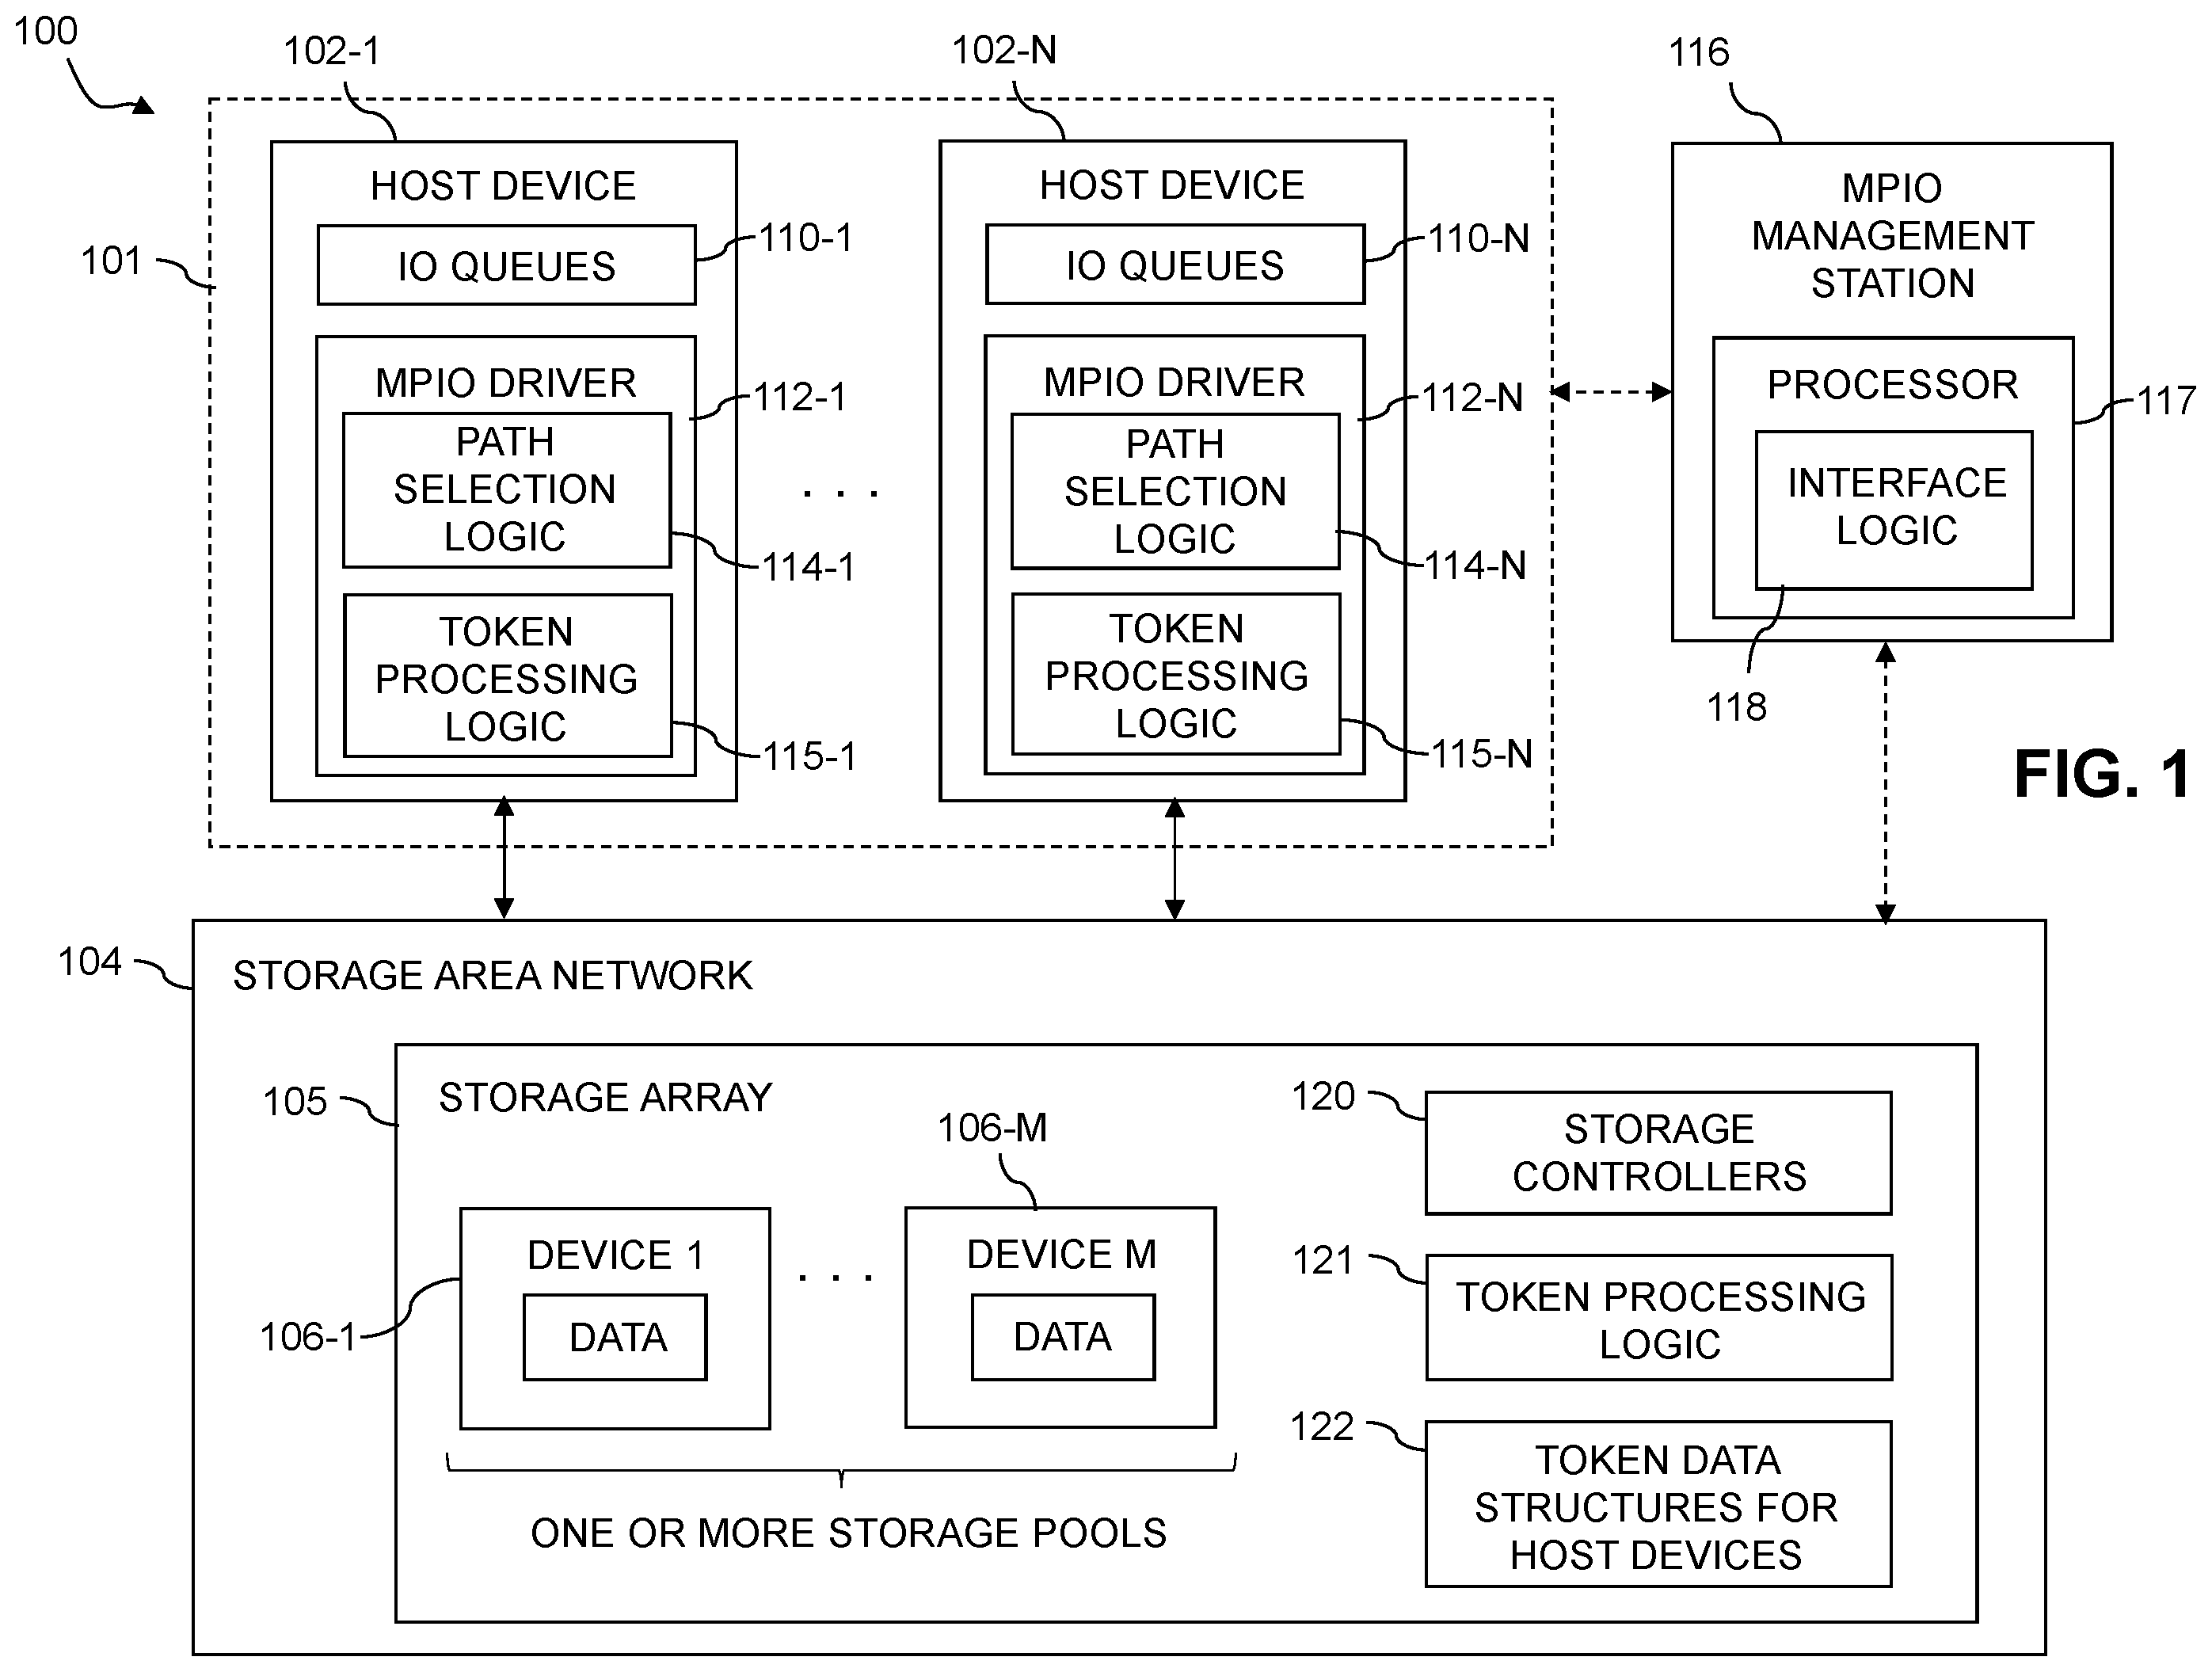 100
102-1
102-N
116
101
HOST DEVICE
IO QUEUES
110-1
MPIO DRIVER
112-1
PATH
SELECTION
LOGIC
114-1
TOKEN
PROCESSING
LOGIC
115-1
. . .
HOST DEVICE
IO QUEUES
110-N
MPIO DRIVER
112-N
PATH
SELECTION
LOGIC
114-N
TOKEN
PROCESSING
LOGIC
115-N
MPIO
MANAGEMENT
STATION
PROCESSOR
117
INTERFACE
LOGIC
118
FIG. 1
104
STORAGE AREA NETWORK
105
STORAGE ARRAY
106-M
DEVICE 1
DATA
106-1
. . .
DEVICE M
DATA
ONE OR MORE STORAGE POOLS
120
STORAGE
CONTROLLERS
121
TOKEN PROCESSING
LOGIC
122
TOKEN DATA
STRUCTURES FOR
HOST DEVICES